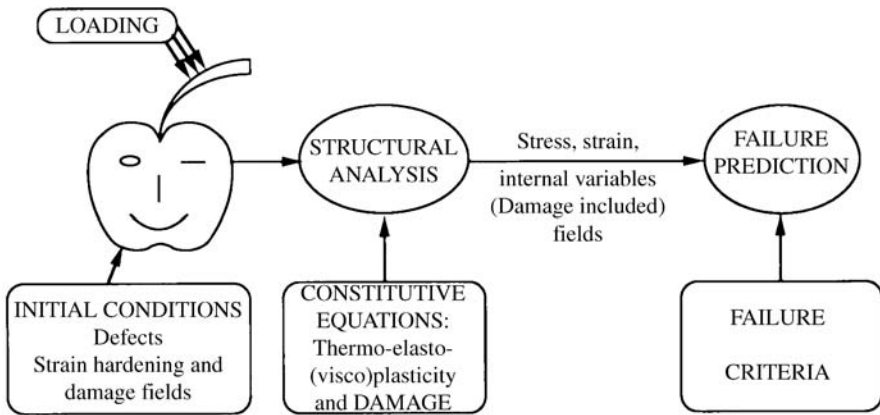 LOADING
STRUCTURAL
ANALYSIS
Stress, strain,
internal variables
(Damage included)
fields
FAILURE
PREDICTION
INITIAL CONDITIONS
Defects
Strain hardening and
damage fields
CONSTITUTIVE
EQUATIONS:
Thermo-elasto-
(visco)plasticity
and DAMAGE
FAILURE
CRITERIA